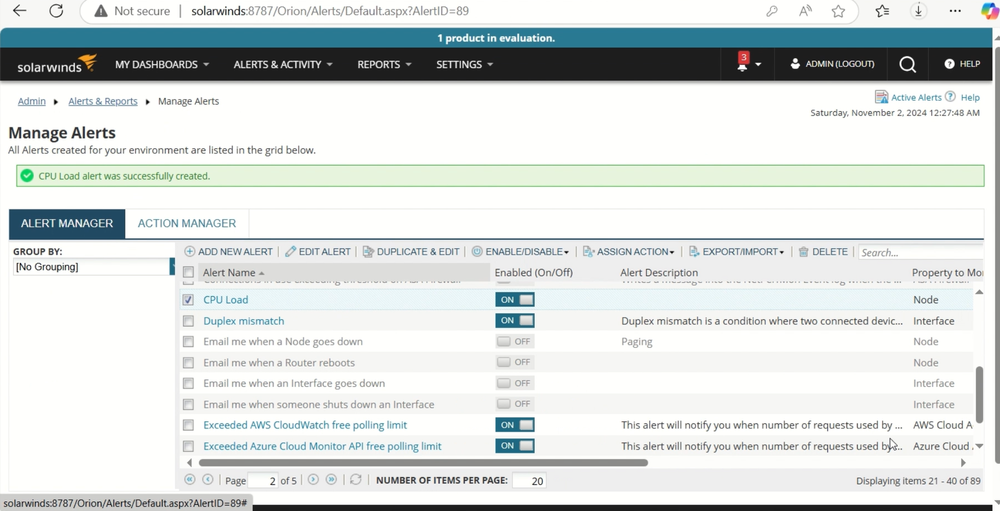 Not secure | solarwinds:8787/Orion/Alerts/Default.aspx?AlertID=89
1 product in evaluation.
solarwinds MY DASHBOARDS ALERTS & ACTIVITY REPORTS SETTINGS 3 ADMIN (LOGOUT) HELP
Admin Alerts & Reports Manage Alerts
Active Alerts Help
Saturday, November 2, 2024 12:27:48 AM
Manage Alerts
All Alerts created for your environment are listed in the grid below.
CPU Load alert was successfully created.
ALERT MANAGER ACTION MANAGER
GROUP BY:
[No Grouping]
ADD NEW ALERT EDIT ALERT DUPLICATE & EDIT ENABLE/DISABLE ASSIGN ACTION EXPORT/IMPORT DELETE Search...
Alert Name Enabled (On/Off) Alert Description Property to Mor
CPU Load ON Node
Duplex mismatch ON Duplex mismatch is a condition where two connected devic... Interface
Email me when a Node goes down OFF Paging Node
Email me when a Router reboots OFF Node
Email me when an Interface goes down OFF Interface
Email me when someone shuts down an Interface OFF Interface
Exceeded AWS CloudWatch free polling limit ON This alert will notify you when number of requests used by ... AWS Cloud A
Exceeded Azure Cloud Monitor API free polling limit ON This alert will notify you when number of requests used by... Azure Cloud
Page 2 of 5 NUMBER OF ITEMS PER PAGE: 20 Displaying items 21 - 40 of 89
solarwinds:8787/Orion/Alerts/Default.aspx?AlertID=89#